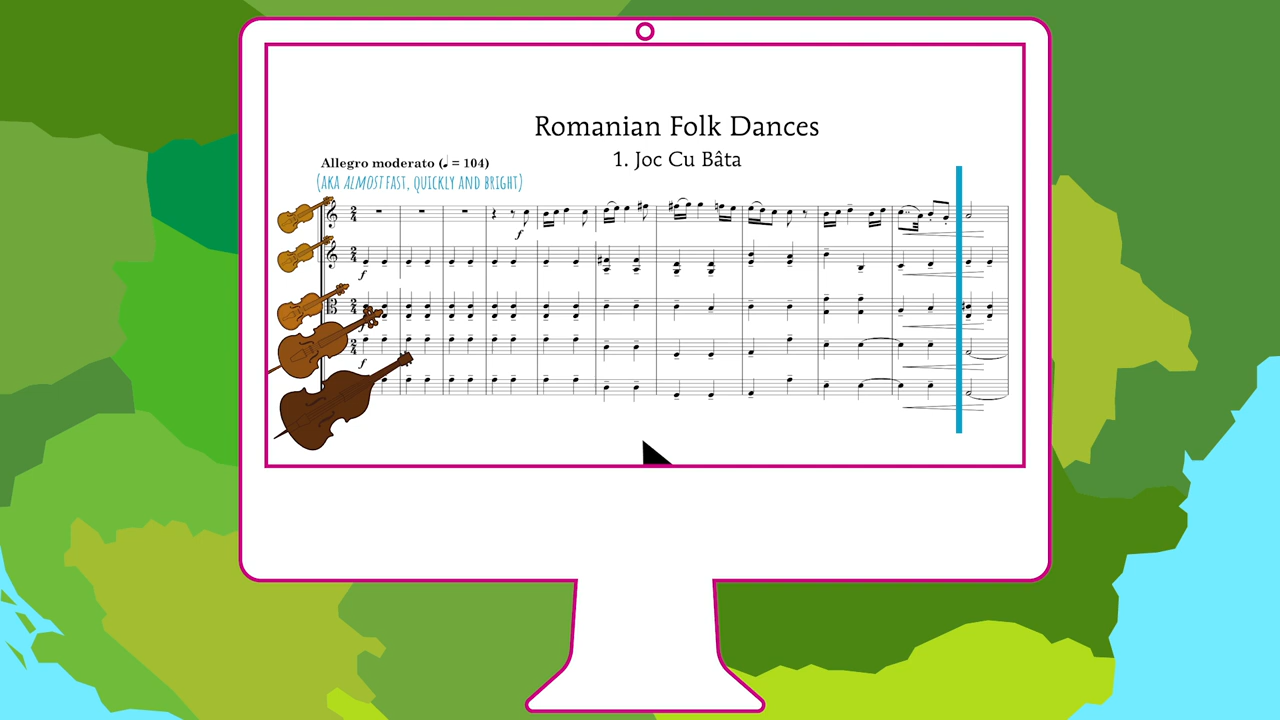 Romanian Folk Dances
1. Joc Cu Bâta
Allegro moderato (♩ = 104)
(AKA ALMOST FAST, QUICKLY AND BRIGHT)
f
f
f